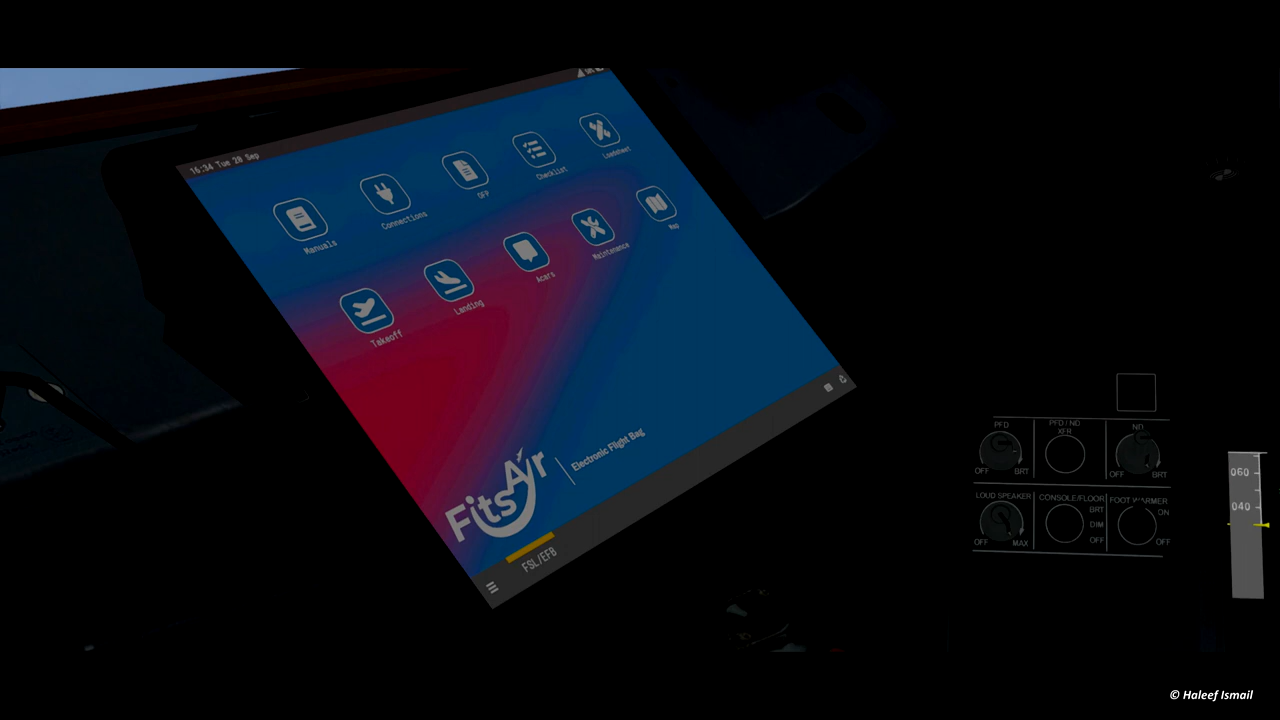 16:34 Tue 20 Sep
Manuals
Connections
OFP
Checklist
Loadsheet
Takeoff
Landing
Acars
Maintenance
Map
FitsAir
Electronic Flight Bag
FSL/EFB
PFD
OFF BRT
PFD / ND
XFR
ND
OFF BRT
LOUD SPEAKER
OFF MAX
CONSOLE/FLOOR
BRT
DIM
OFF
FOOT WARMER
ON
OFF
060
040
© Haleef Ismail